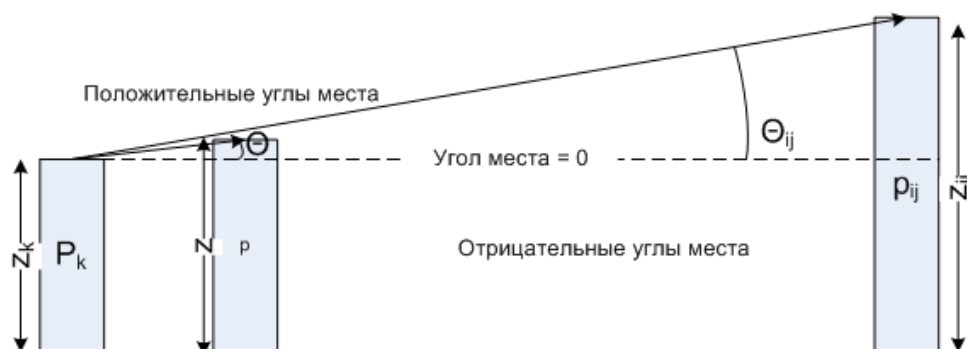 Положительные углы места
Θ
Θij
Угол места = 0
pij
zij
zk
Pk
Z
p
Отрицательные углы места